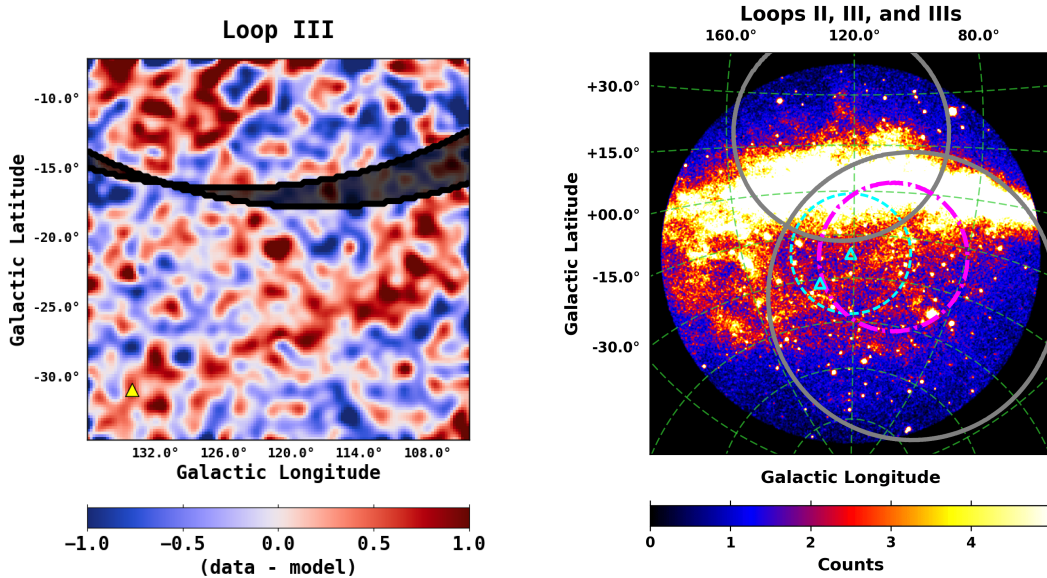 Loop III
Galactic Latitude
-10.0°
-15.0°
-20.0°
-25.0°
-30.0°
132.0° 126.0° 120.0° 114.0° 108.0°
Galactic Longitude
−1.0 −0.5 0.0 0.5 1.0
(data - model)
Loops II, III, and IIIs
160.0° 120.0° 80.0°
Galactic Latitude
+30.0°
+15.0°
+00.0°
-15.0°
-30.0°
Galactic Longitude
0 1 2 3 4
Counts